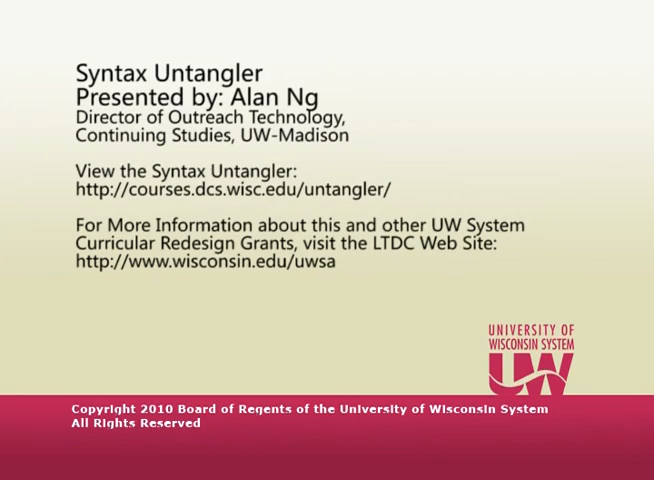 Syntax Untangler
Presented by: Alan Ng
Director of Outreach Technology,
Continuing Studies, UW-Madison
View the Syntax Untangler:
http://courses.dcs.wisc.edu/untangler/
For More Information about this and other UW System
Curricular Redesign Grants, visit the LTDC Web Site:
http://www.wisconsin.edu/uwsa
UNIVERSITY OF
WISCONSIN SYSTEM
UW
Copyright 2010 Board of Regents of the University of Wisconsin System
All Rights Reserved